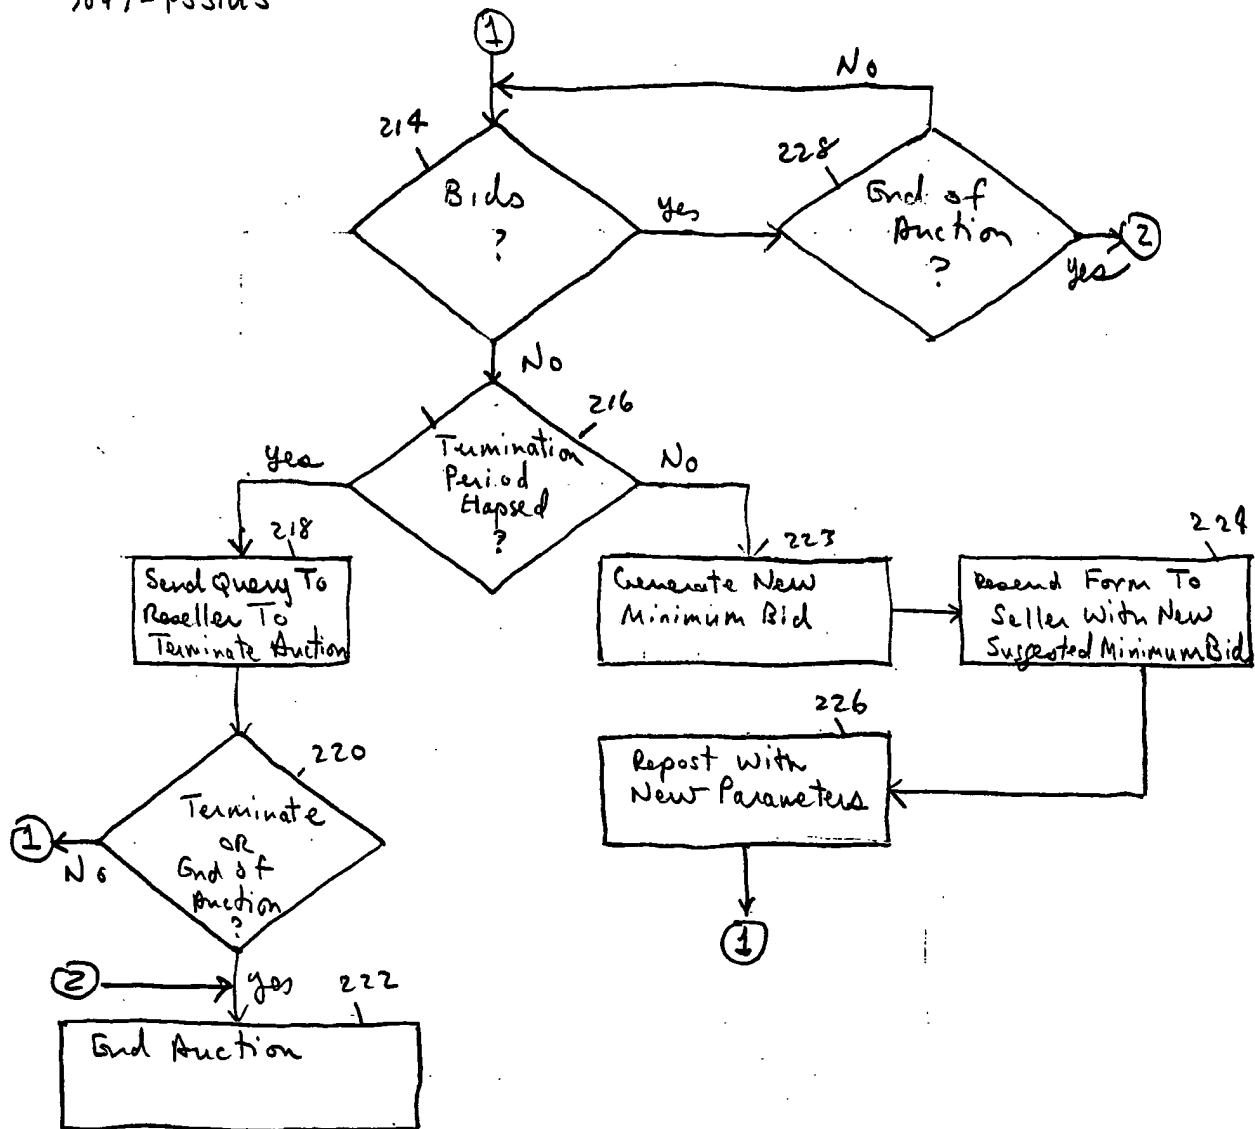 1
No
214
Bids
?
yes
228
End of
Auction
?
yes
2
No
216
Termination
Period
Elapsed
?
yes
No
218
Send Query To
Reseller To
Terminate Auction
223
Generate New
Minimum Bid
224
Resend Form To
Seller With New
Suggested Minimum Bid
220
Terminate
OR
End of
Auction
?
1
No
226
Repost With
New Parameters
1
2
yes
222
End Auction